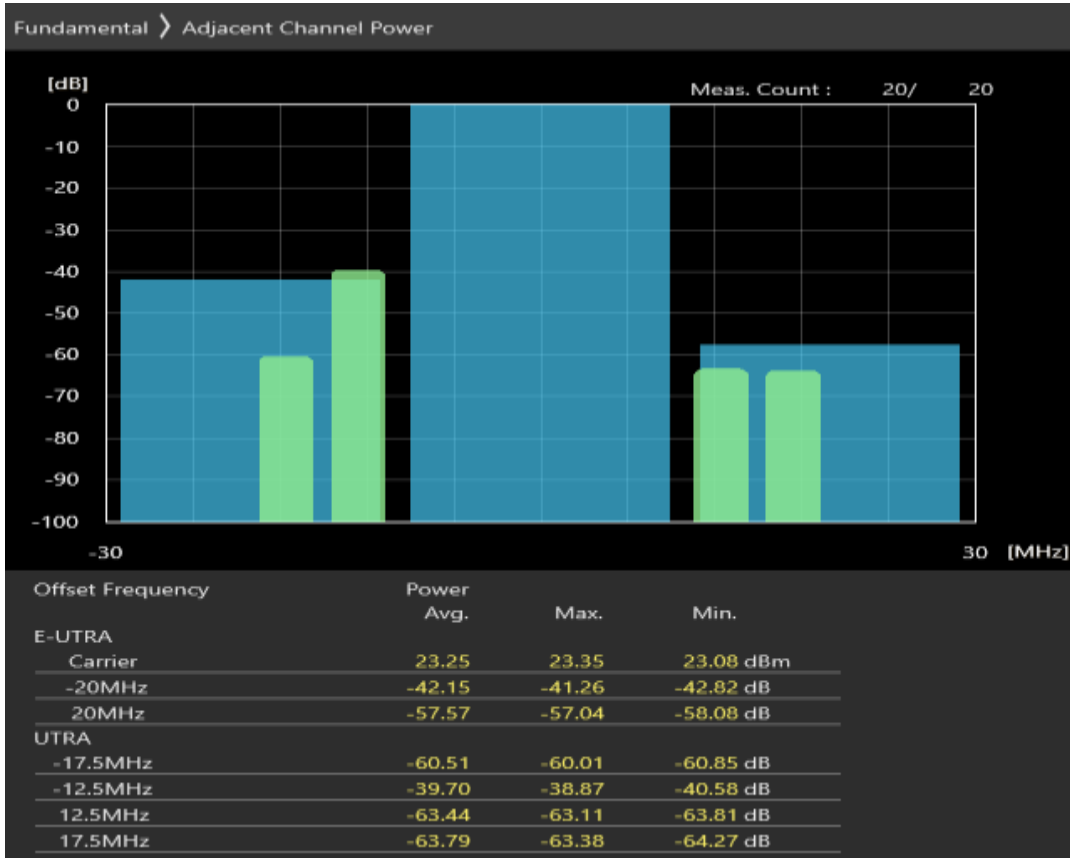 Fundamental ❭ Adjacent Channel Power
[dB]
Meas. Count : 20/ 20
0
-10
-20
-30
-40
-50
-60
-70
-80
-90
-100
-30 30 [MHz]
Offset Frequency Power
Avg. Max. Min.
E-UTRA
Carrier 23.25 23.35 23.08 dBm
-20MHz -42.15 -41.26 -42.82 dB
20MHz -57.57 -57.04 -58.08 dB
UTRA
-17.5MHz -60.51 -60.01 -60.85 dB
-12.5MHz -39.70 -38.87 -40.58 dB
12.5MHz -63.44 -63.11 -63.81 dB
17.5MHz -63.79 -63.38 -64.27 dB